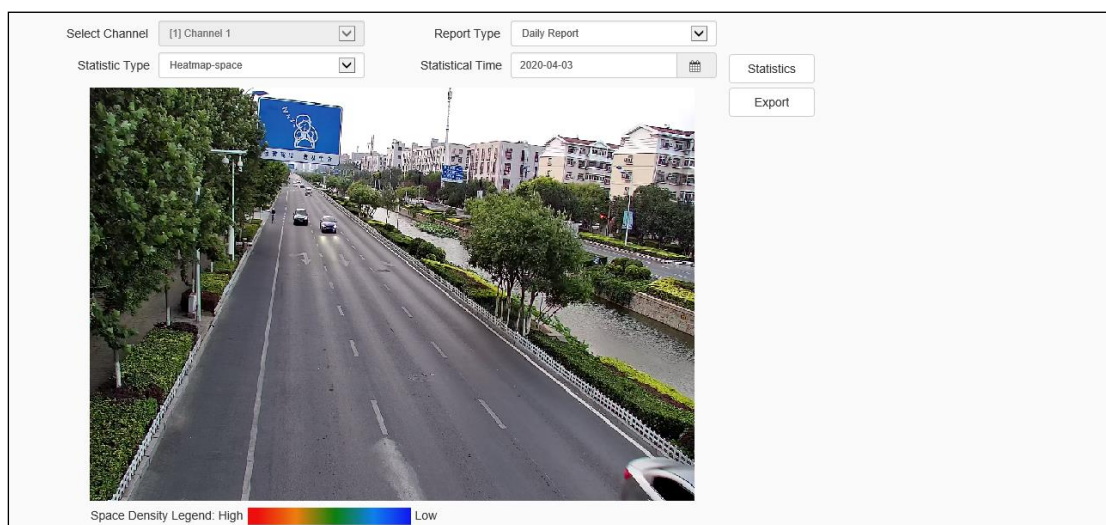 Select Channel [1] Channel 1 Report Type Daily Report
Statistic Type Heatmap-space Statistical Time 2020-04-03 Statistics
Export
Space Density Legend: High Low